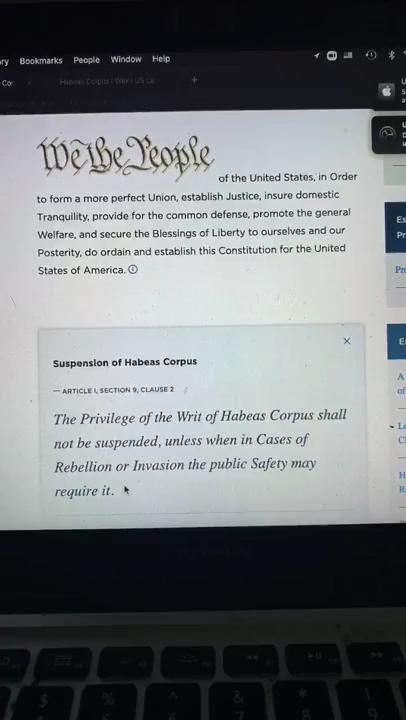 ry Bookmarks People Window Help
Habeas Corpus | Wex | US La
We the People
of the United States, in Order
to form a more perfect Union, establish Justice, insure domestic
Tranquility, provide for the common defense, promote the general
Welfare, and secure the Blessings of Liberty to ourselves and our
Posterity, do ordain and establish this Constitution for the United
States of America.
Suspension of Habeas Corpus
— ARTICLE I, SECTION 9, CLAUSE 2
The Privilege of the Writ of Habeas Corpus shall
not be suspended, unless when in Cases of
Rebellion or Invasion the public Safety may
require it.
Es
Pr
Pr
E
A
of
H
R
$ % ^ & * (